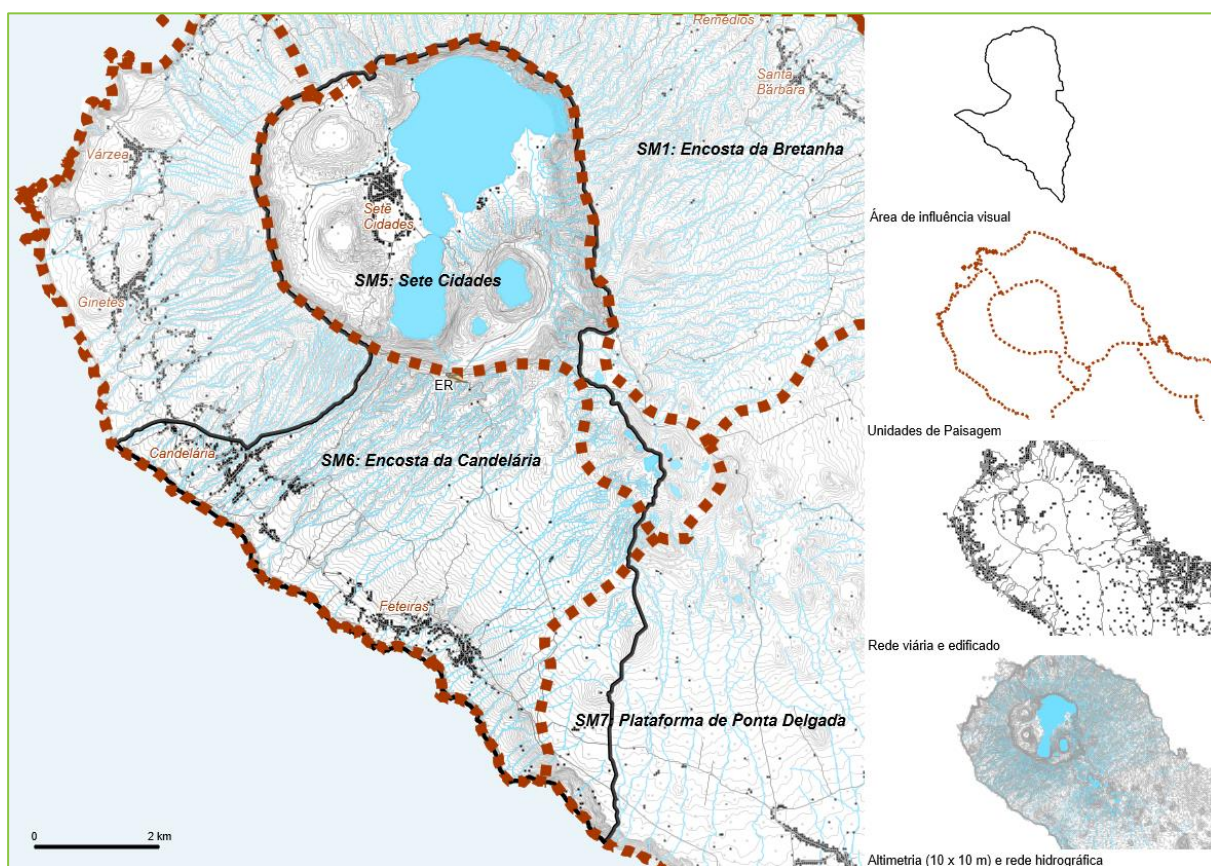 Remédios
Santa
Bárbara
SM1: Encosta da Bretanha
Várzea
Sete
Cidades
SM5: Sete Cidades
Ginetes
ER
Candelária
SM6: Encosta da Candelária
Feteiras
SM7: Plataforma de Ponta Delgada
0 2 km
Área de influência visual
Unidades de Paisagem
Rede viária e edificado
Altimetria (10 x 10 m) e rede hidrográfica